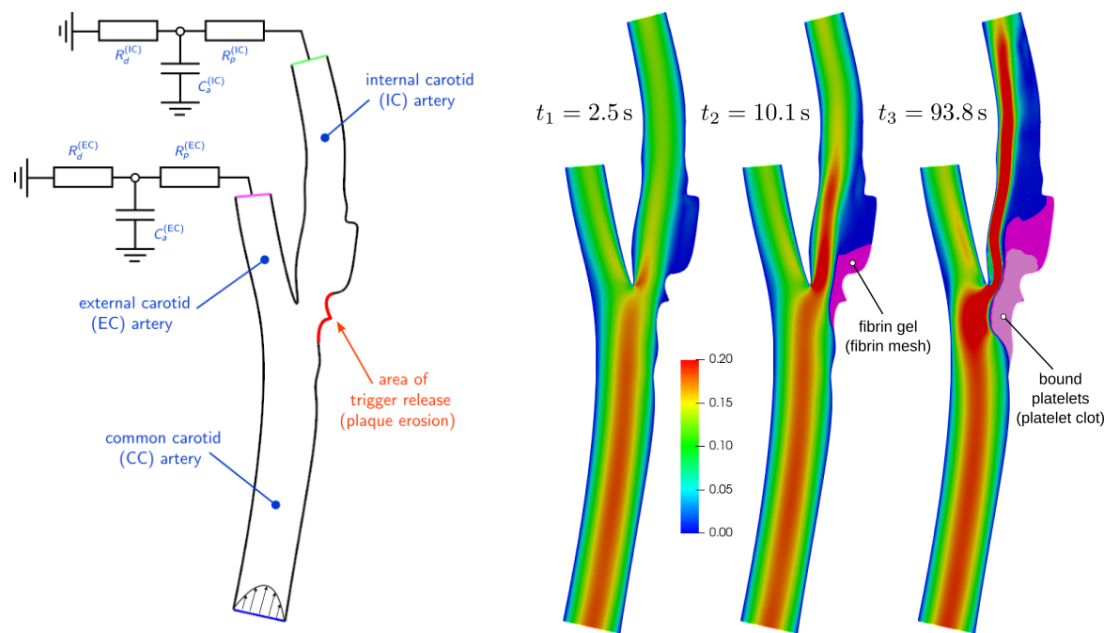 R_d^(IC)
R_p^(IC)
C_a^(IC)
internal carotid
(IC) artery
R_d^(EC)
R_p^(EC)
C_a^(EC)
external carotid
(EC) artery
area of
trigger release
(plaque erosion)
common carotid
(CC) artery
t₁ = 2.5 s
t₂ = 10.1 s
t₃ = 93.8 s
fibrin gel
(fibrin mesh)
bound
platelets
(platelet clot)
0.20
0.15
0.10
0.05
0.00